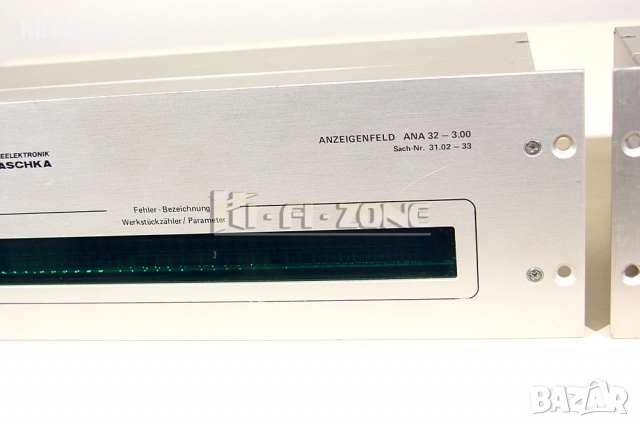 ANZEIGENFELD ANA 32 – 3.00
Sach-Nr. 31.02 – 33
EELEKTRONIK
ASCHKA
Fehler - Bezeichnung
Werkstückzähler / Parameter
Hi-Fi-Zone
BAZAR